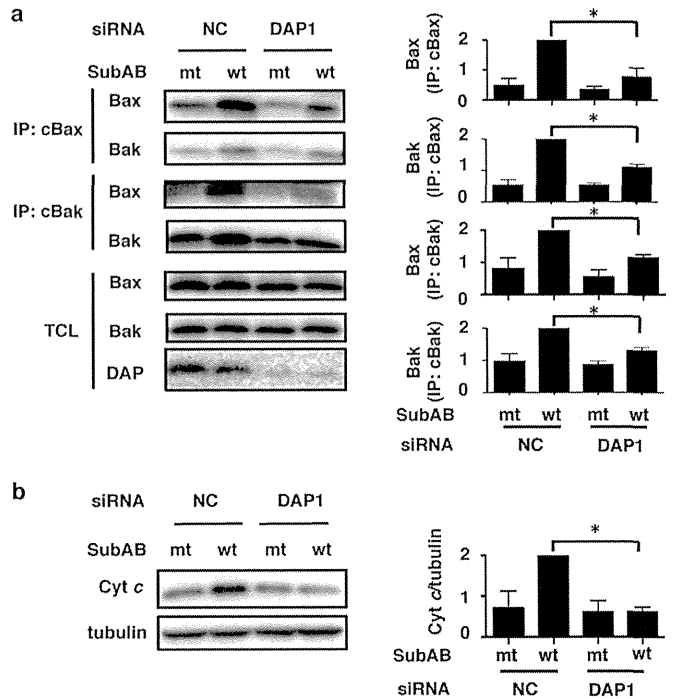 a
siRNA NC DAP1
SubAB mt wt mt wt
IP: cBax
Bax
Bak
IP: cBak
Bax
Bak
TCL
Bax
Bak
DAP
Bax
(IP: cBax)
2
1
0
*
Bak
(IP: cBax)
2
1
0
*
Bax
(IP: cBak)
2
1
0
*
Bak
(IP: cBak)
2
1
0
*
SubAB mt wt mt wt
siRNA NC DAP1
b
siRNA NC DAP1
SubAB mt wt mt wt
Cyt c
tubulin
Cyt c/tubulin
2
1
0
*
SubAB mt wt mt wt
siRNA NC DAP1